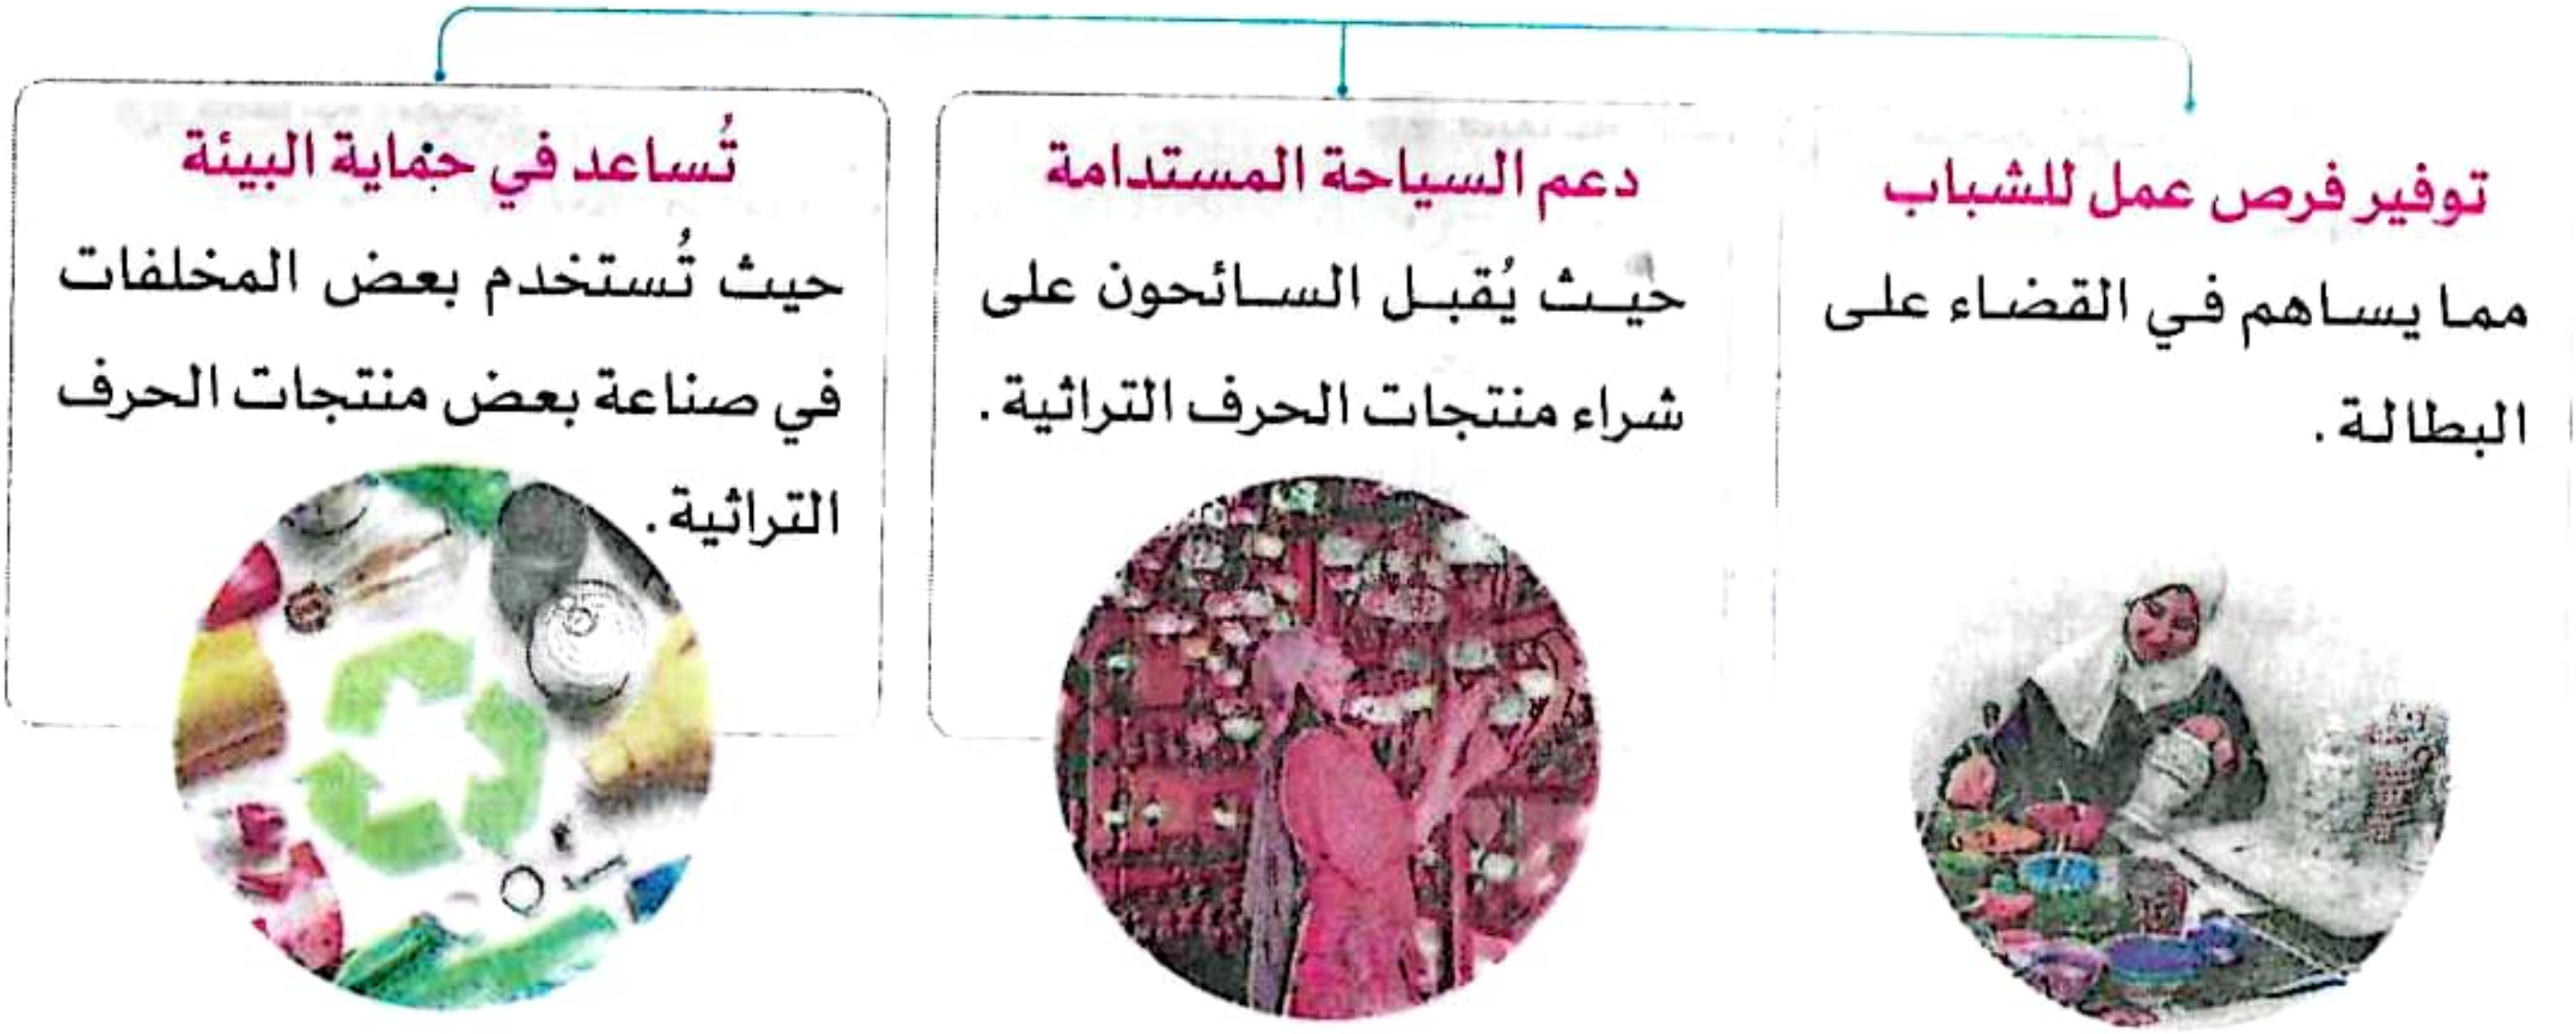 توفير فرص عمل للشباب
مما يساهم في القضاء على
البطالة.
دعم السياحة المستدامة
حيث يُقبل السائحون على
شراء منتجات الحرف التراثية.
تُساعد في حماية البيئة
حيث تُستخدم بعض المخلفات
في صناعة بعض منتجات الحرف
التراثية.